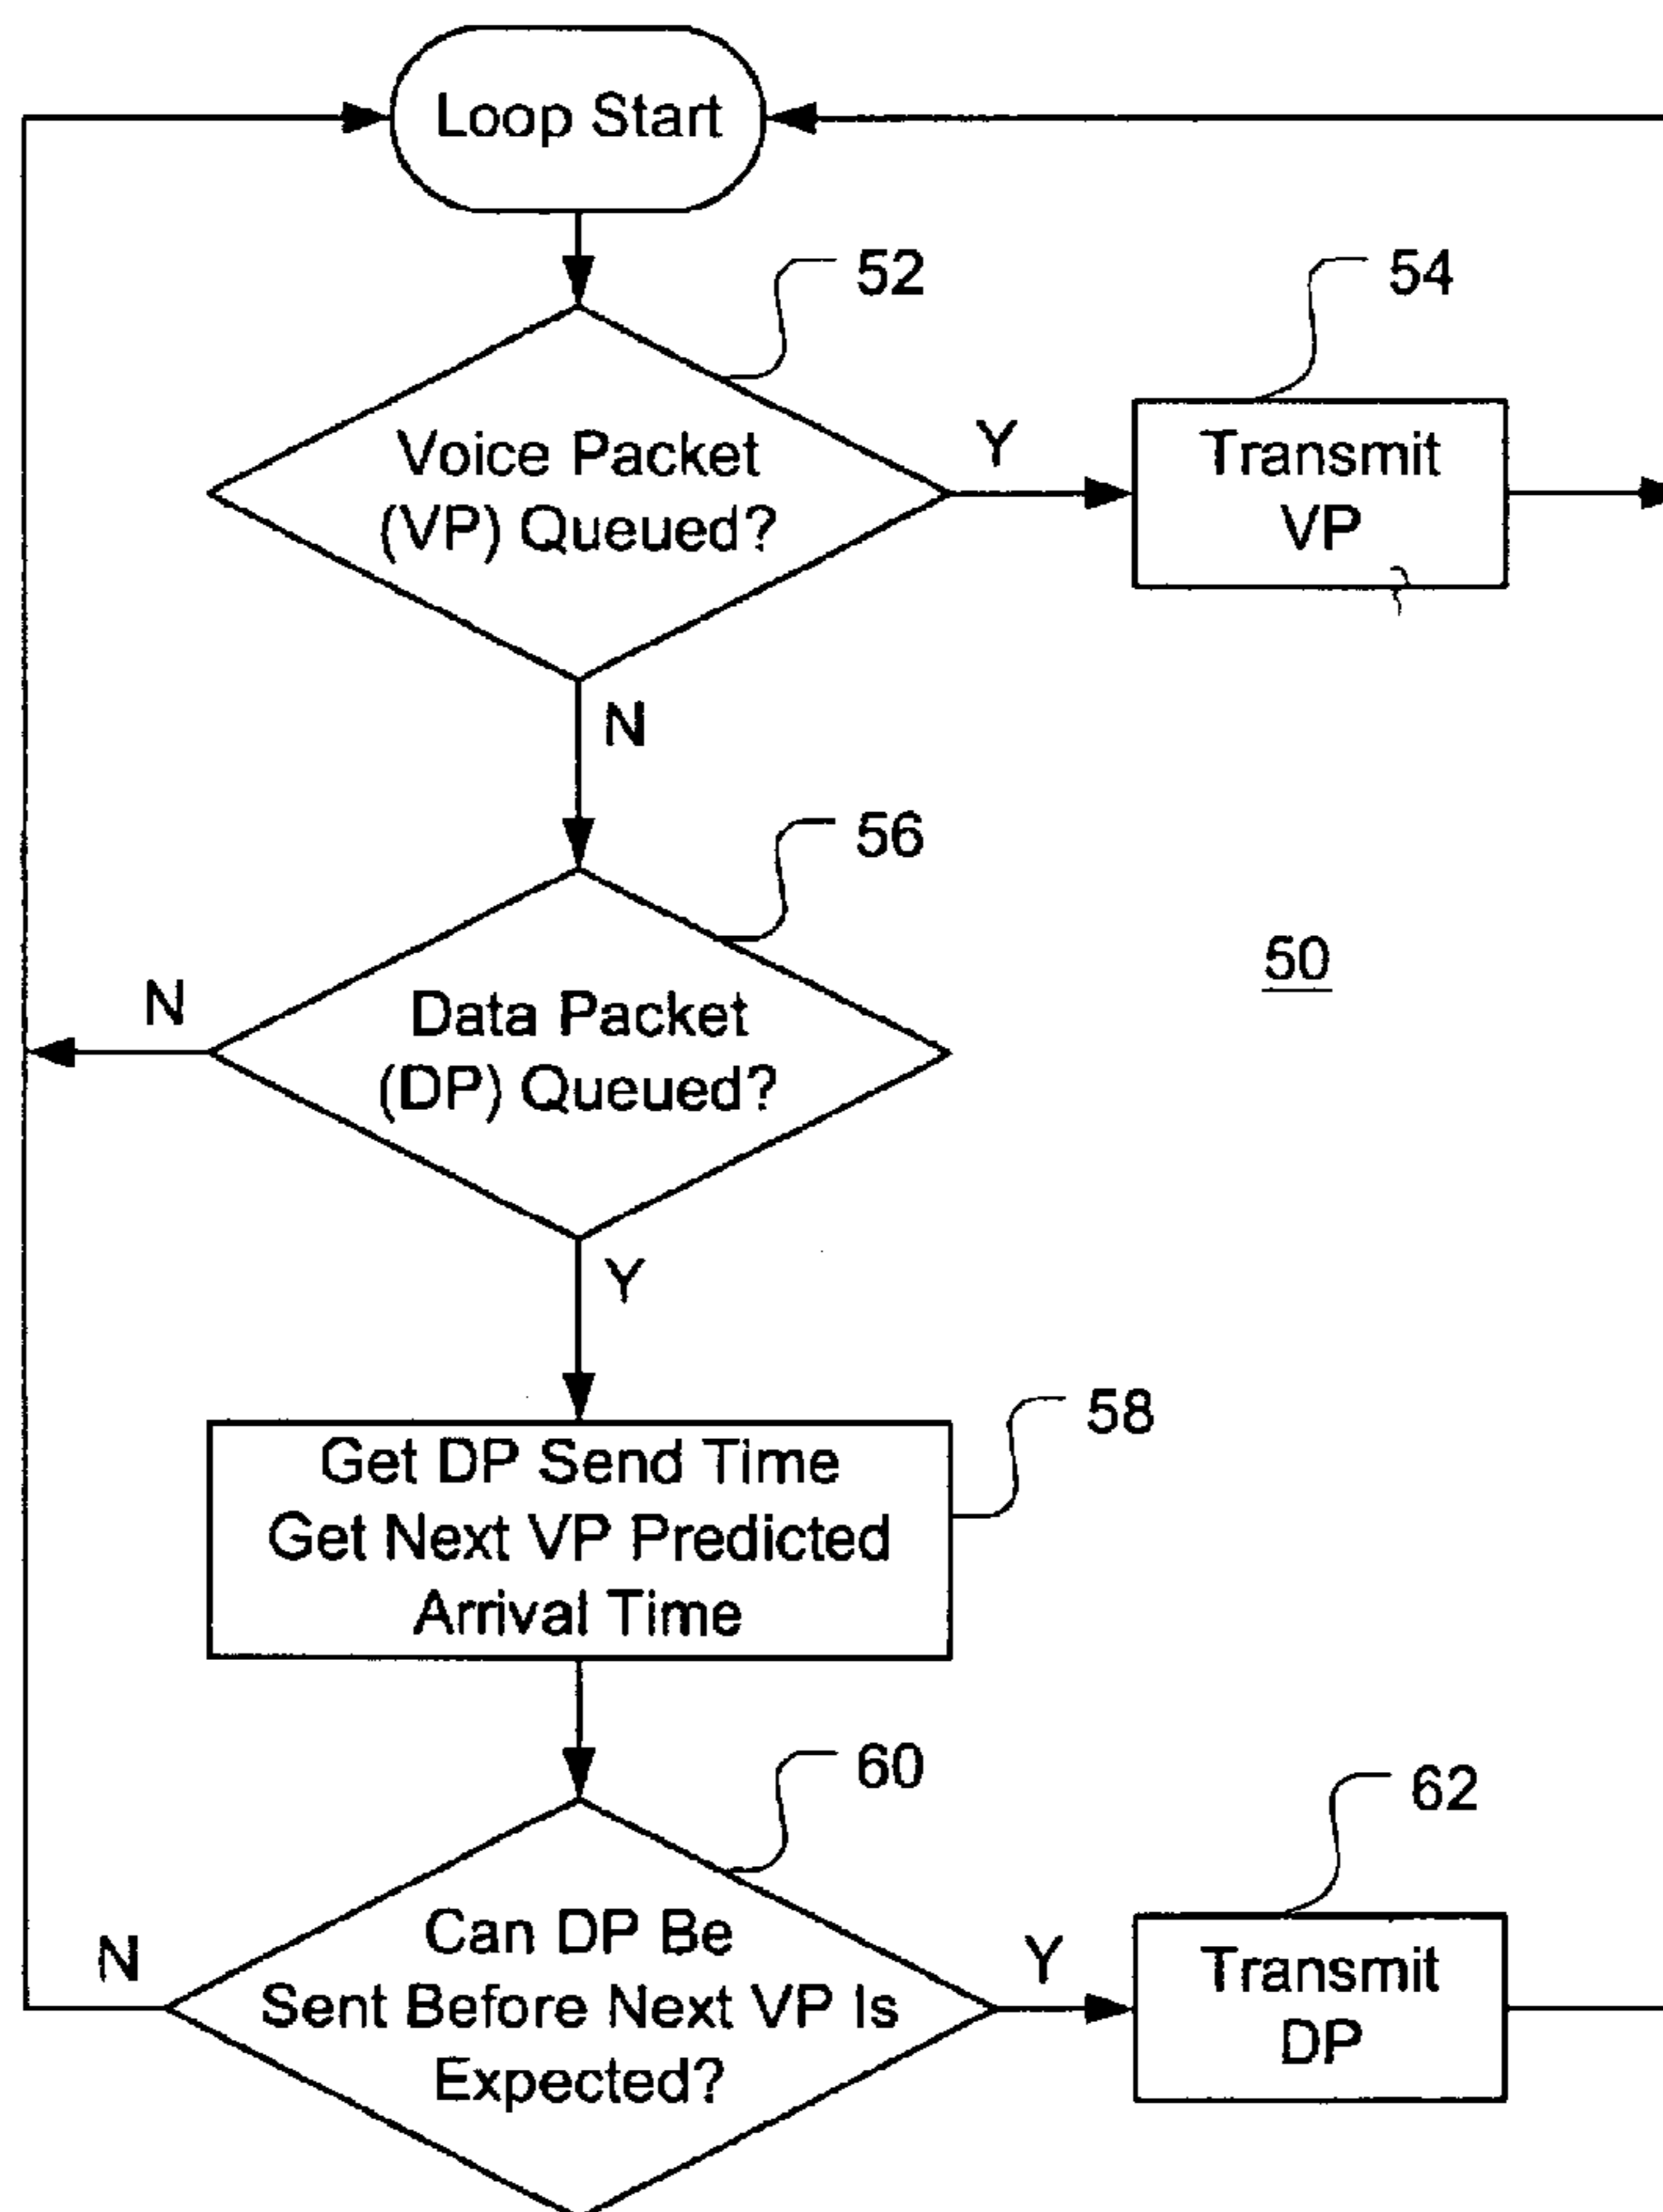 Loop Start
52
54
Voice Packet
(VP) Queued?
Y
Transmit
VP
N
56
50
N
Data Packet
(DP) Queued?
Y
58
Get DP Send Time
Get Next VP Predicted
Arrival Time
60
62
N
Can DP Be
Sent Before Next VP Is
Expected?
Y
Transmit
DP